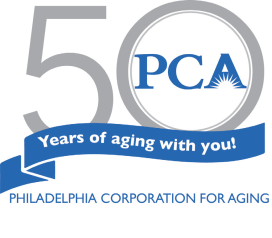 50
PCA
Years of aging with you!
PHILADELPHIA CORPORATION FOR AGING